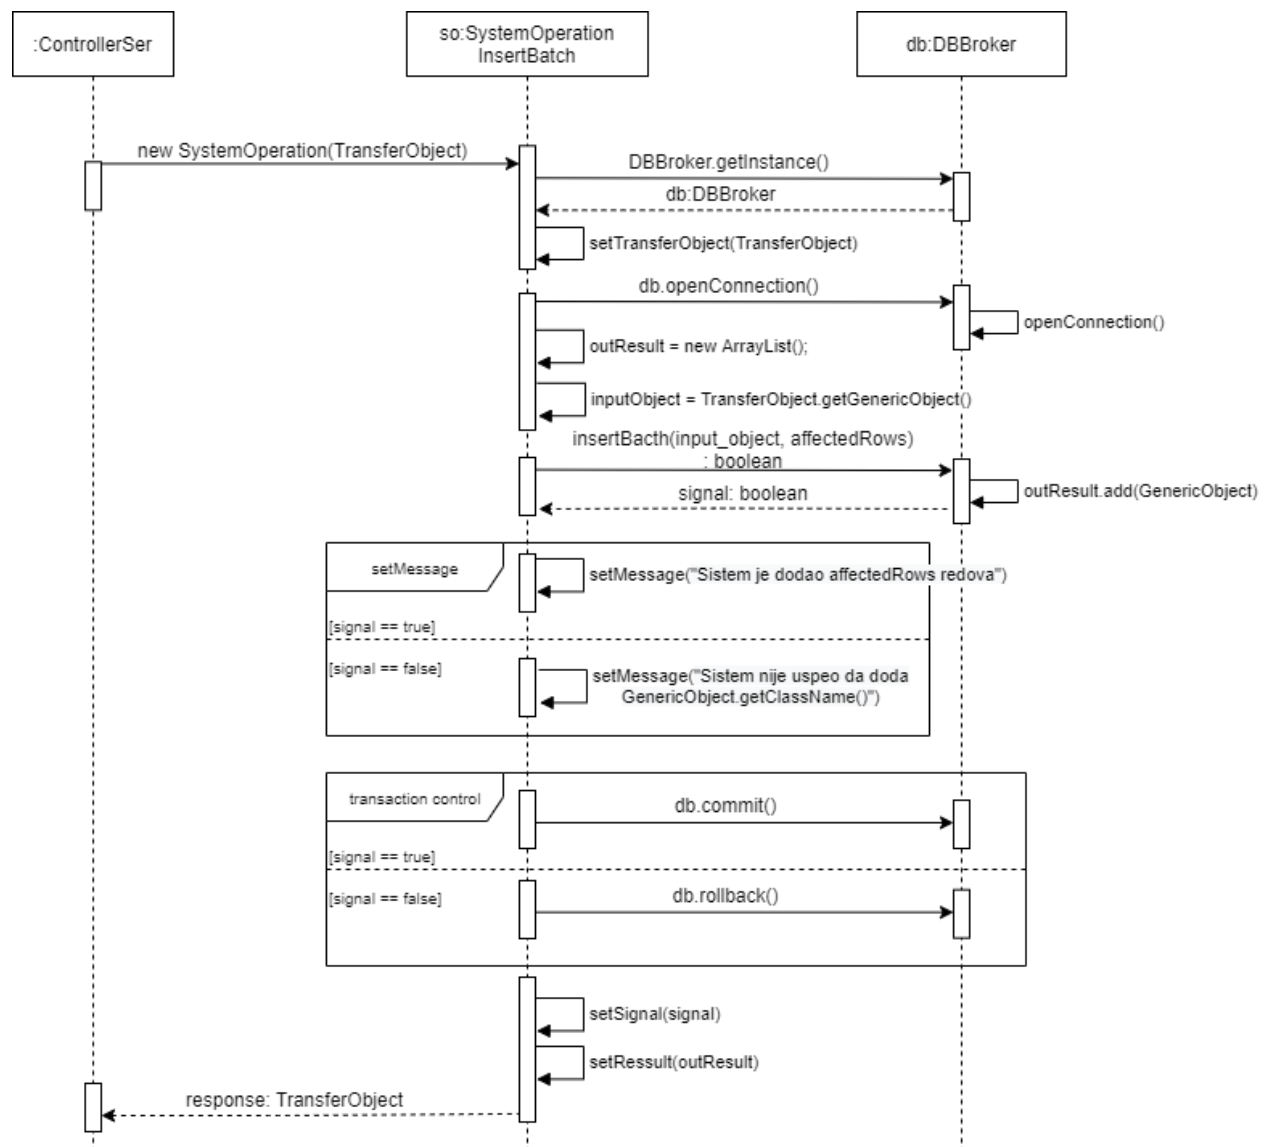 :ControllerSer
so:SystemOperation
InsertBatch
db:DBBroker
new SystemOperation(TransferObject)
DBBroker.getInstance()
db:DBBroker
setTransferObject(TransferObject)
db.openConnection()
openConnection()
outResult = new ArrayList();
inputObject = TransferObject.getGenericObject()
insertBacth(input_object, affectedRows)
: boolean
signal: boolean
outResult.add(GenericObject)
setMessage
setMessage("Sistem je dodao affectedRows redova")
[signal == true]
[signal == false]
setMessage("Sistem nije uspeo da doda
GenericObject.getClassName()")
transaction control
db.commit()
[signal == true]
[signal == false]
db.rollback()
setSignal(signal)
setRessult(outResult)
response: TransferObject